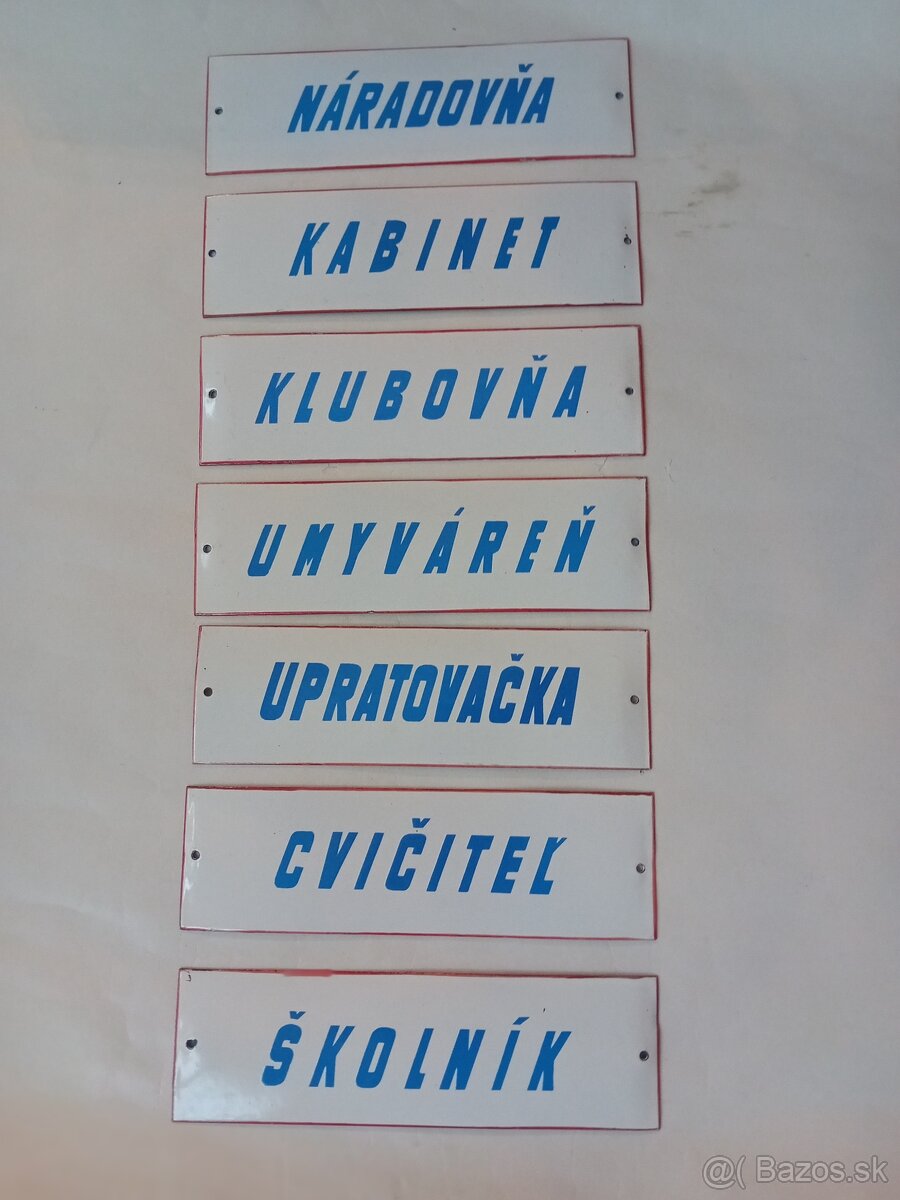 NÁRADOVŇA
KABINET
KLUBOVŇA
UMYVÁREŇ
UPRATOVAČKA
CVIČITEĽ
ŠKOLNÍK
@( Bazos.sk